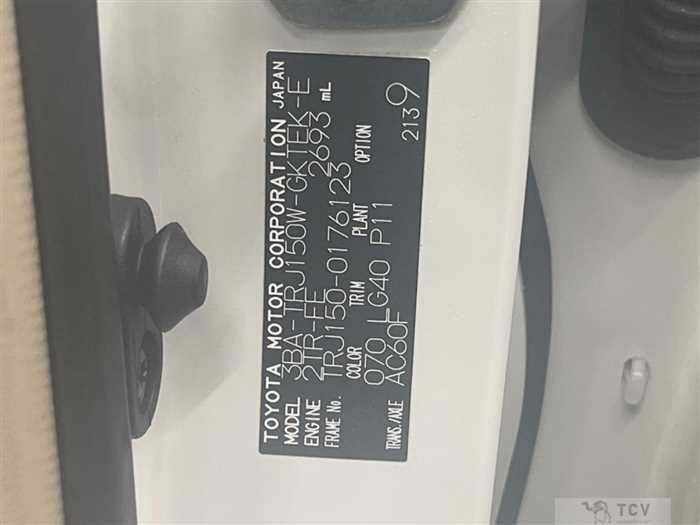 TOYOTA MOTOR CORPORATION JAPAN
MODEL 3BA-TRJ150W-GKTEK-E
ENGINE 2TR-FE 2693 mL
FRAME No. TRJ150-0176123
COLOR TRIM PLANT OPTION
070 LG40 P11
TRANS./AXLE AC60F 2139
TCV